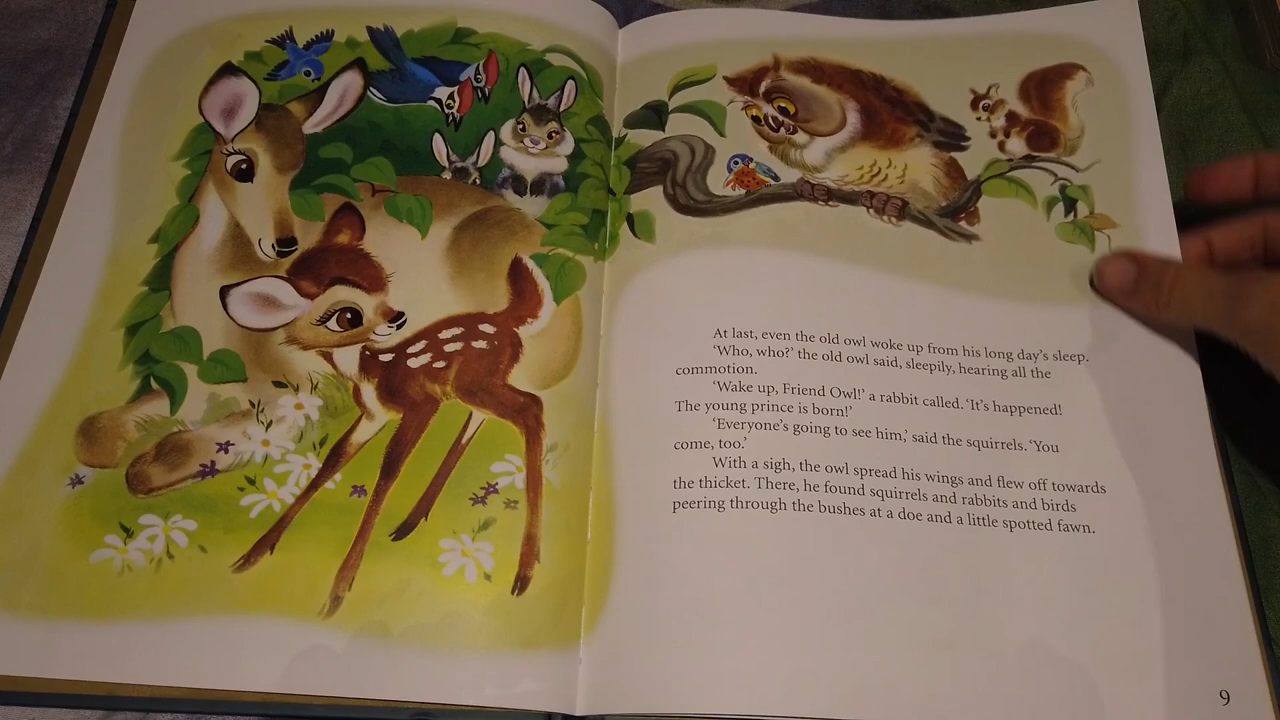 At last, even the old owl woke up from his long day's sleep.
'Who, who?' the old owl said, sleepily, hearing all the
commotion.
'Wake up, Friend Owl!' a rabbit called. 'It's happened!
The young prince is born!'
'Everyone's going to see him,' said the squirrels. 'You
come, too.'
With a sigh, the owl spread his wings and flew off towards
the thicket. There, he found squirrels and rabbits and birds
peering through the bushes at a doe and a little spotted fawn.
9